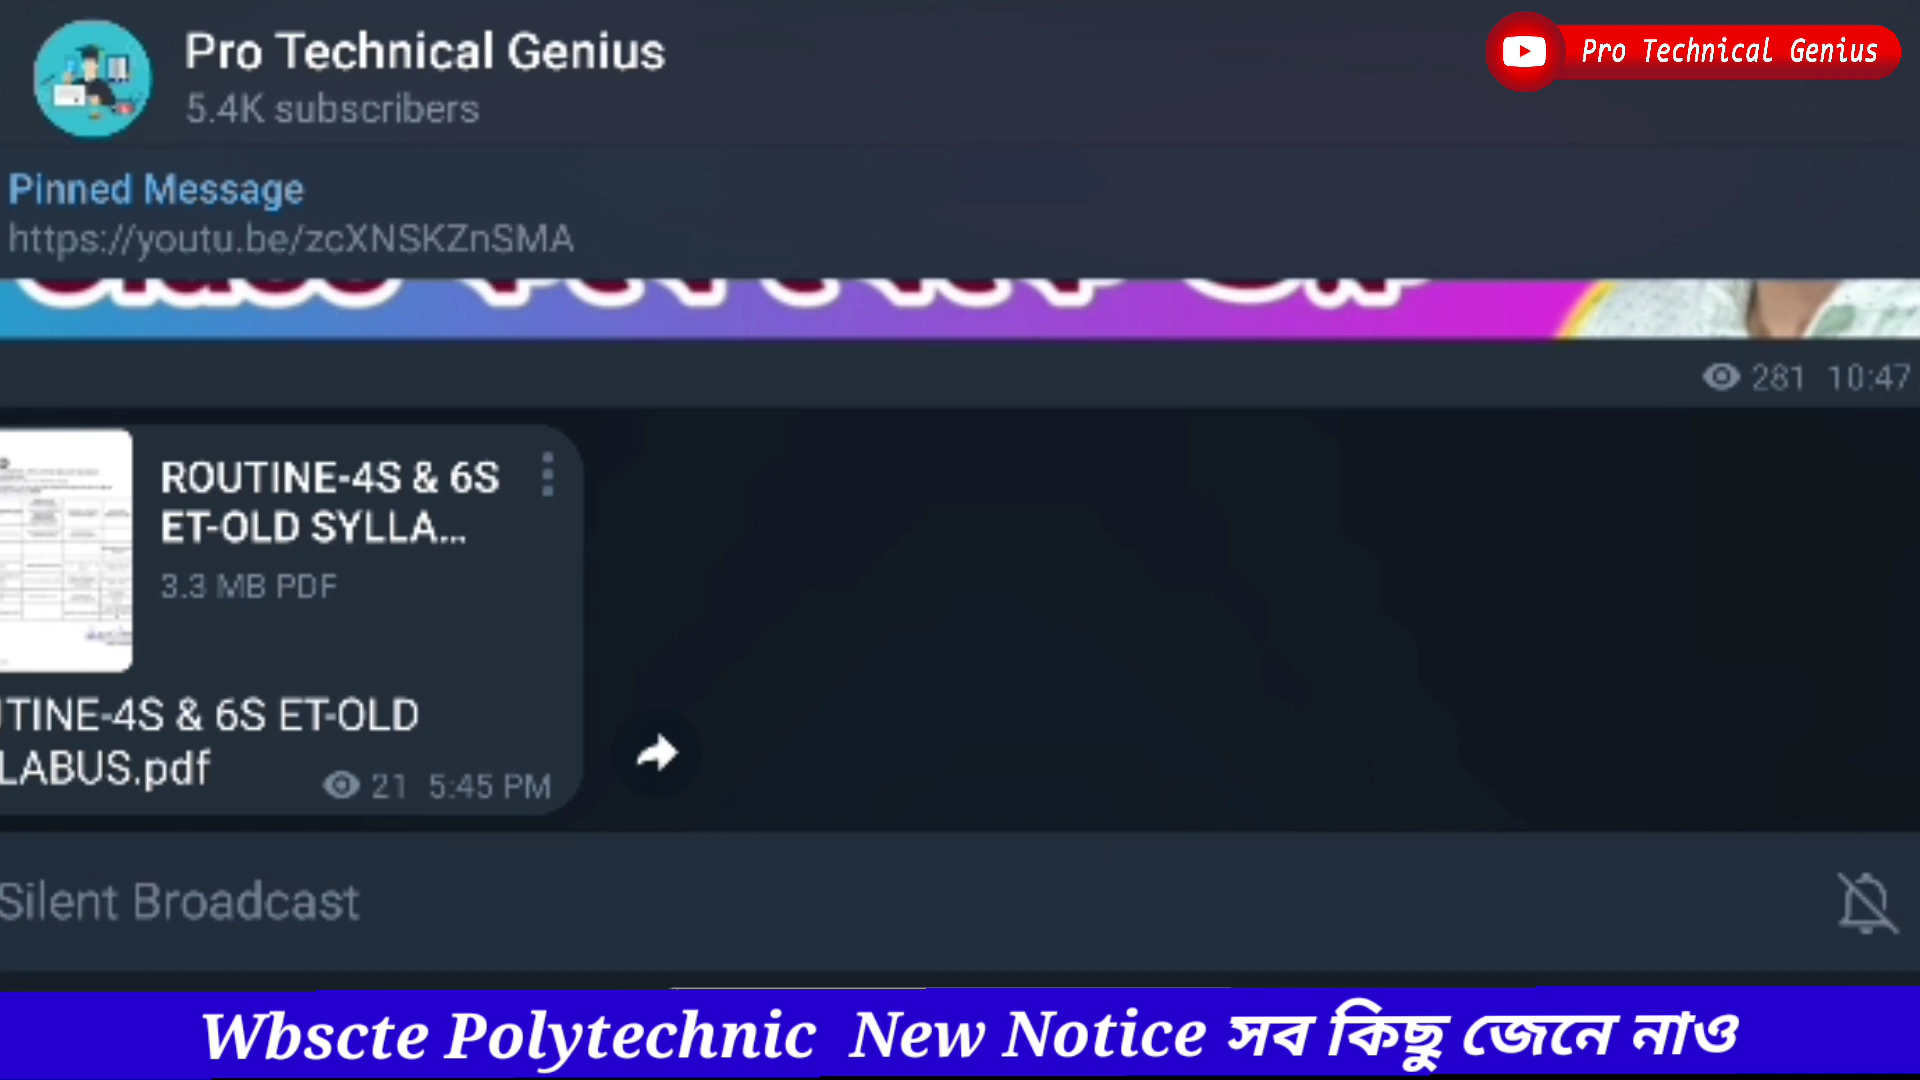 Pro Technical Genius
5.4K subscribers
Pro Technical Genius
Pinned Message
https://youtu.be/zcXNSKZnSMA
281 10:47
ROUTINE-4S & 6S
ET-OLD SYLLA...
3.3 MB PDF
UTINE-4S & 6S ET-OLD
LABUS.pdf
21 5:45 PM
Silent Broadcast
Wbscte Polytechnic New Notice সব কিছু জেনে নাও